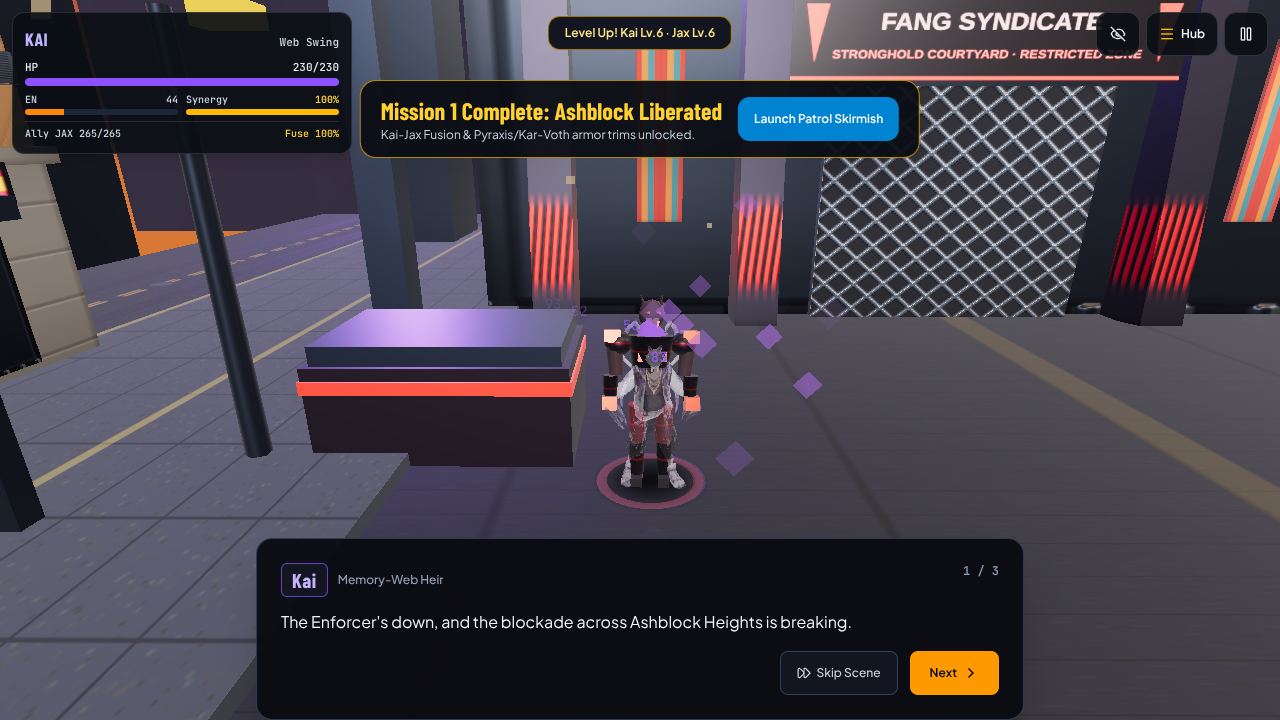 KAI
Web Swing
HP
230/230
EN
44
Synergy
100%
Ally JAX 265/265
Fuse 100%
Level Up! Kai Lv.6 · Jax Lv.6
Mission 1 Complete: Ashblock Liberated
Kai-Jax Fusion & Pyraxis/Kar-Voth armor trims unlocked.
Launch Patrol Skirmish
FANG SYNDICATE
STRONGHOLD COURTYARD · RESTRICTED ZONE
Hub
Kai
Memory-Web Heir
1 / 3
The Enforcer's down, and the blockade across Ashblock Heights is breaking.
Skip Scene
Next